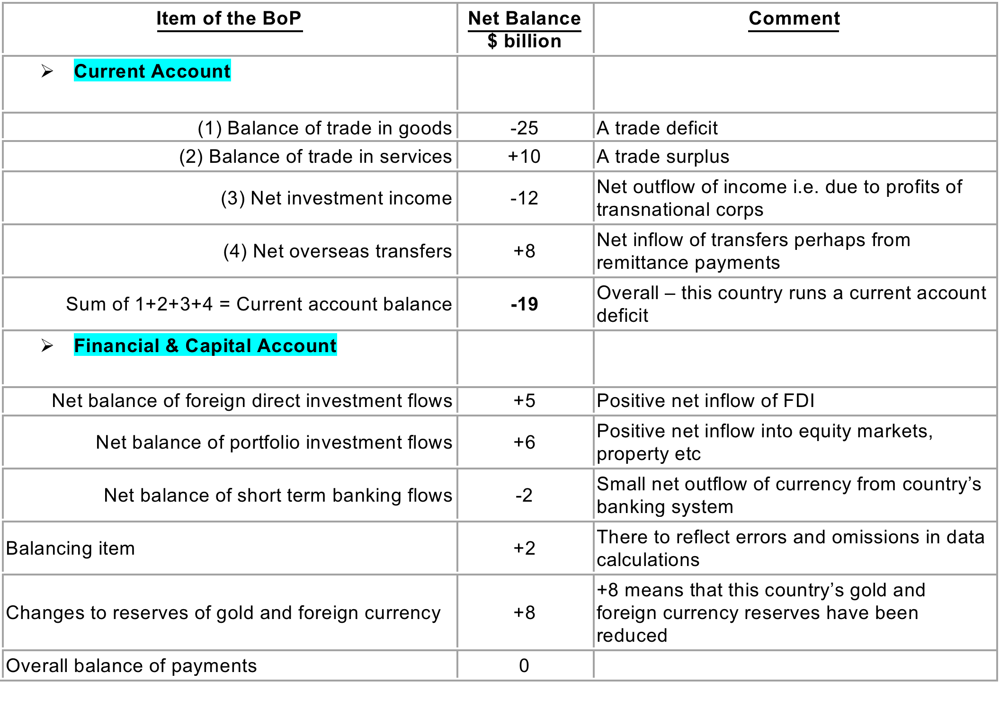 Item of the BoP
Net Balance
$ billion
Comment
➢ Current Account
(1) Balance of trade in goods
-25
A trade deficit
(2) Balance of trade in services
+10
A trade surplus
(3) Net investment income
-12
Net outflow of income i.e. due to profits of
transnational corps
(4) Net overseas transfers
+8
Net inflow of transfers perhaps from
remittance payments
Sum of 1+2+3+4 = Current account balance
-19
Overall – this country runs a current account
deficit
➢ Financial & Capital Account
Net balance of foreign direct investment flows
+5
Positive net inflow of FDI
Net balance of portfolio investment flows
+6
Positive net inflow into equity markets,
property etc
Net balance of short term banking flows
-2
Small net outflow of currency from country’s
banking system
Balancing item
+2
There to reflect errors and omissions in data
calculations
Changes to reserves of gold and foreign currency
+8
+8 means that this country’s gold and
foreign currency reserves have been
reduced
Overall balance of payments
0